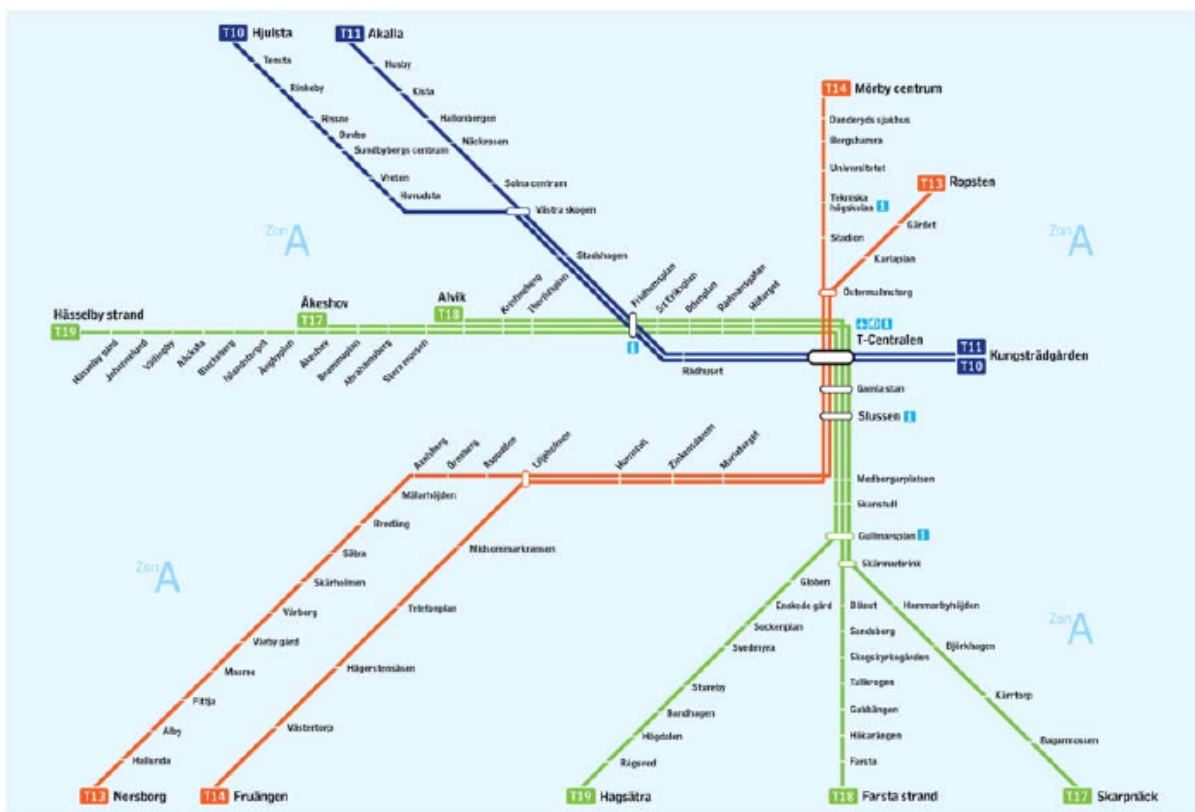 T10 Hjulsta
T11 Akalla
Tensta
Rinkeby
Rissne
Duvbo
Sundbybergs centrum
Vreten
Huvudsta
Husby
Kista
Hallonbergen
Näckrosen
Solna centrum
Västra skogen
Stadshagen
T14 Mörby centrum
Danderyds sjukhus
Bergshamra
Universitetet
Tekniska
högskolan
Stadion
T13 Ropsten
Gärdet
Karlaplan
Östermalmstorg
Zon A
Zon A
Hässelby strand
T19
Åkeshov
T17
Alvik
T18
Kristineberg
Thorildsplan
Fridhemsplan
S:t Eriksplan
Odenplan
Rådmansgatan
Hötorget
Hässelby gård
Johannelund
Vällingby
Råcksta
Blackeberg
Islandstorget
Ängbyplan
Åkeshov
Brommaplan
Abrahamsberg
Stora mossen
Rådhuset
T-Centralen
T11
T10
Kungsträdgården
Gamla stan
Slussen
Axelsberg
Örnsberg
Aspudden
Liljeholmen
Hornstull
Zinkensdamm
Mariatorget
Mälarhöjden
Bredäng
Sätra
Skärholmen
Vårberg
Vårby gård
Masmo
Fittja
Alby
Hallunda
T13 Norsborg
Midsommarkransen
Telefonplan
Hägerstensåsen
Västertorp
T14 Fruängen
Zon A
Medborgarplatsen
Skanstull
Gullmarsplan
Skärmarbrink
Globen
Enskede gård
Sockenplan
Svedmyra
Stureby
Bandhagen
Högdalen
Rågsved
T19 Hagsätra
Blåsut
Sandsborg
Skogskyrkogården
Tallkrogen
Gubbängen
Hökarängen
Farsta
T18 Farsta strand
Hammarbyhöjden
Björkhagen
Kärrtorp
Bagarmossen
T17 Skarpnäck
Zon A